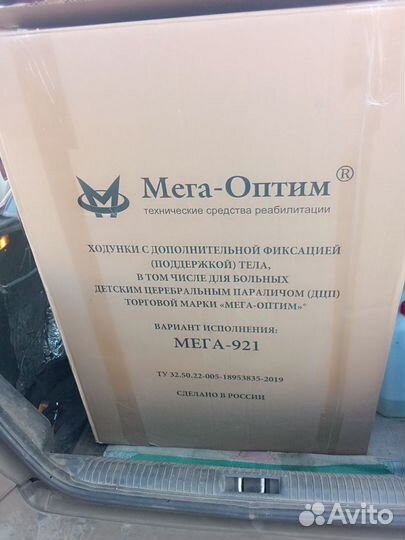 Мега-Оптим®
технические средства реабилитации
ХОДУНКИ С ДОПОЛНИТЕЛЬНОЙ ФИКСАЦИЕЙ
(ПОДДЕРЖКОЙ) ТЕЛА,
В ТОМ ЧИСЛЕ ДЛЯ БОЛЬНЫХ
ДЕТСКИМ ЦЕРЕБРАЛЬНЫМ ПАРАЛИЧОМ (ДЦП)
ТОРГОВОЙ МАРКИ «МЕГА-ОПТИМ»®
ВАРИАНТ ИСПОЛНЕНИЯ:
МЕГА-921
ТУ 32.50.22-005-18953835-2019
СДЕЛАНО В РОССИИ
Avito